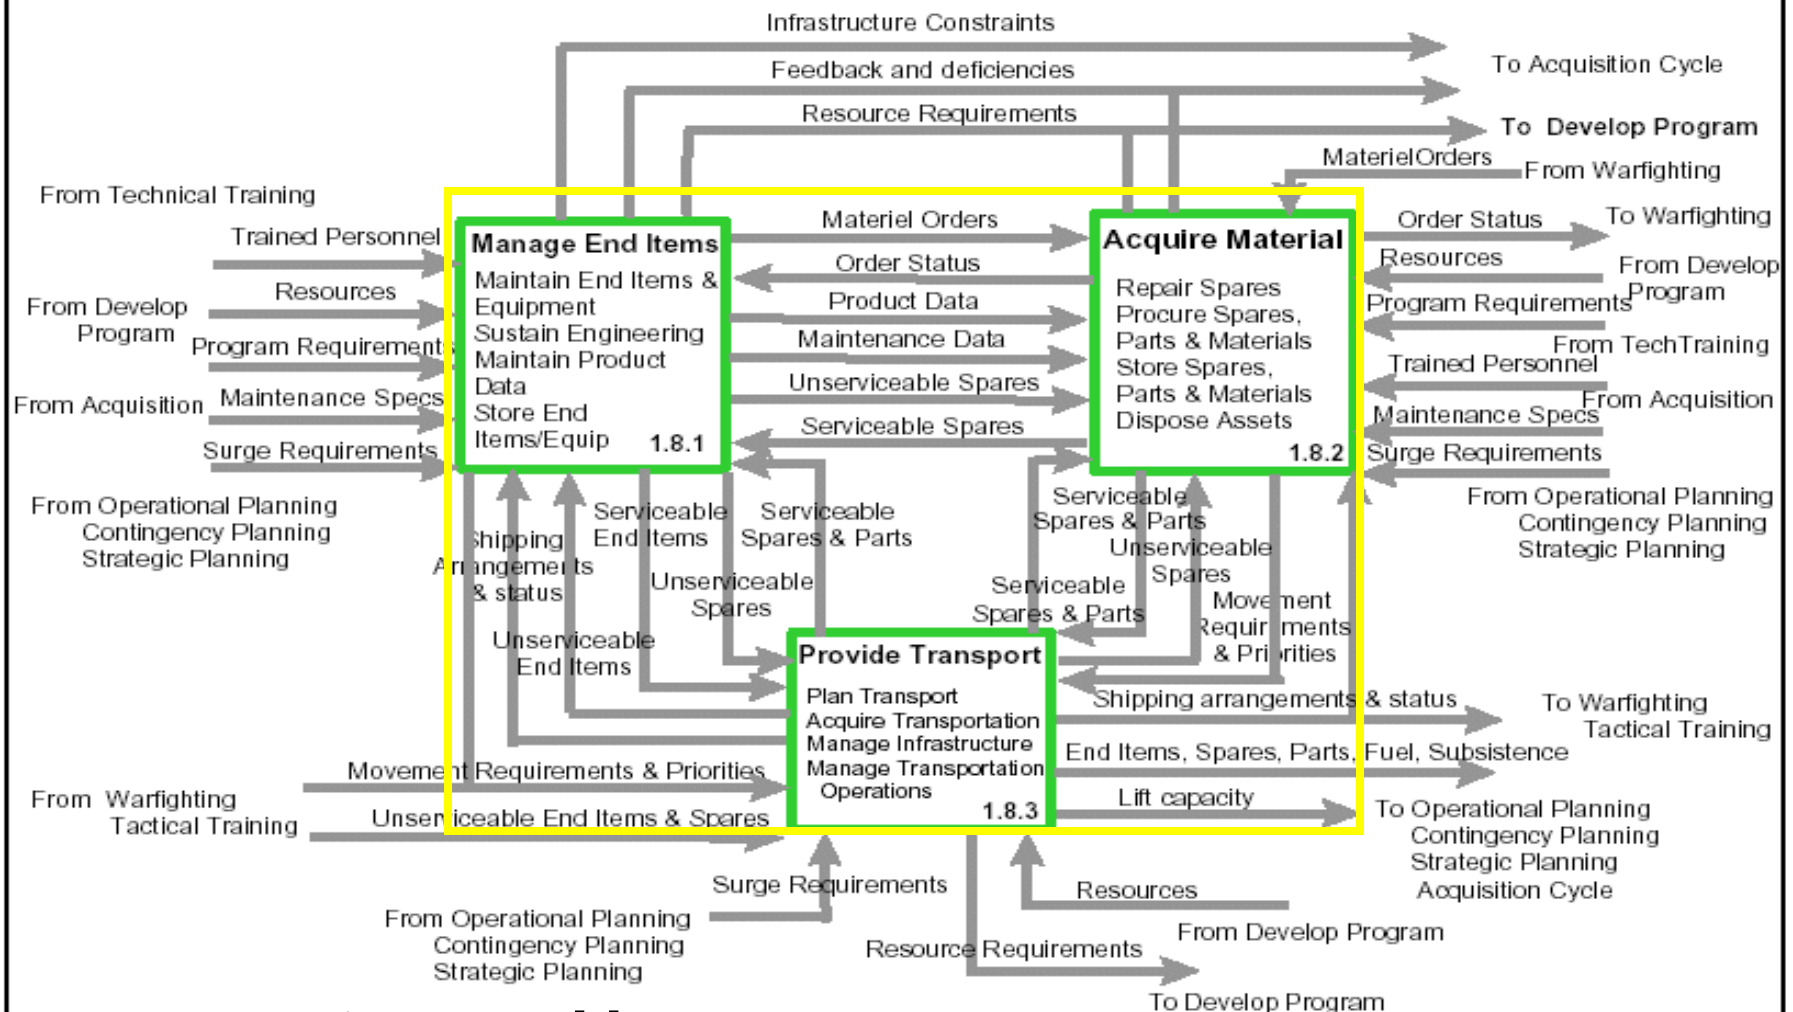 Infrastructure Constraints
To Acquisition Cycle
Feedback and deficiencies
Resource Requirements
To Develop Program
MaterielOrders
From Warfighting
From Technical Training
Trained Personnel
Resources
From Develop
Program
Program Requirements
From Acquisition
Maintenance Specs
Surge Requirements
From Operational Planning
Contingency Planning
Strategic Planning
Manage End Items
Maintain End Items &
Equipment
Sustain Engineering
Maintain Product
Data
Store End
Items/Equip
1.8.1
Materiel Orders
Order Status
Product Data
Maintenance Data
Unserviceable Spares
Serviceable Spares
Acquire Material
Repair Spares
Procure Spares,
Parts & Materials
Store Spares,
Parts & Materials
Dispose Assets
1.8.2
Order Status
To Warfighting
Resources
From Develop
Program
Program Requirements
From TechTraining
Trained Personnel
From Acquisition
Maintenance Specs
Surge Requirements
From Operational Planning
Contingency Planning
Strategic Planning
Shipping
Arrangements
& status
Serviceable
End Items
Serviceable
Spares & Parts
Unserviceable
Spares
Unserviceable
End Items
Serviceable
Spares & Parts
Unserviceable
Spares
Serviceable
Spares & Parts
Movement
Requirments
& Priorities
Provide Transport
Plan Transport
Acquire Transportation
Manage Infrastructure
Manage Transportation
Operations
1.8.3
Shipping arrangements & status
To Warfighting
Tactical Training
End Items, Spares, Parts, Fuel, Subsistence
Lift capacity
To Operational Planning
Contingency Planning
Strategic Planning
Acquisition Cycle
Movement Requirements & Priorities
From Warfighting
Tactical Training
Unserviceable End Items & Spares
Surge Requirements
From Operational Planning
Contingency Planning
Strategic Planning
Resources
From Develop Program
Resource Requirements
To Develop Program